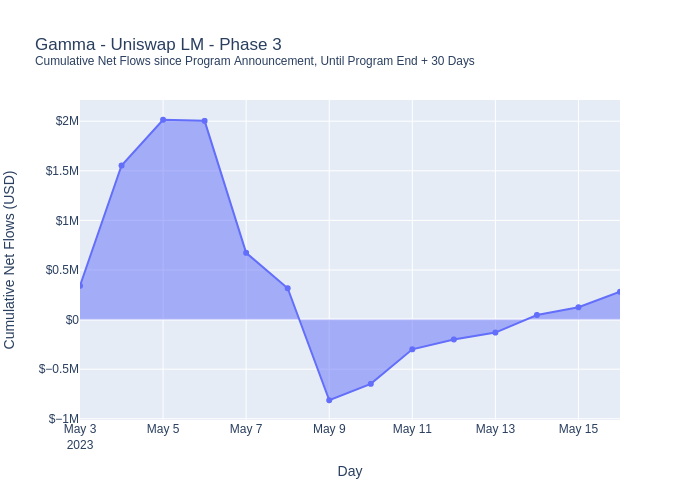 Gamma - Uniswap LM - Phase 3
Cumulative Net Flows since Program Announcement, Until Program End + 30 Days
Cumulative Net Flows (USD)
$2M
$1.5M
$1M
$0.5M
$0
$−0.5M
$−1M
May 3
2023
May 5
May 7
May 9
May 11
May 13
May 15
Day